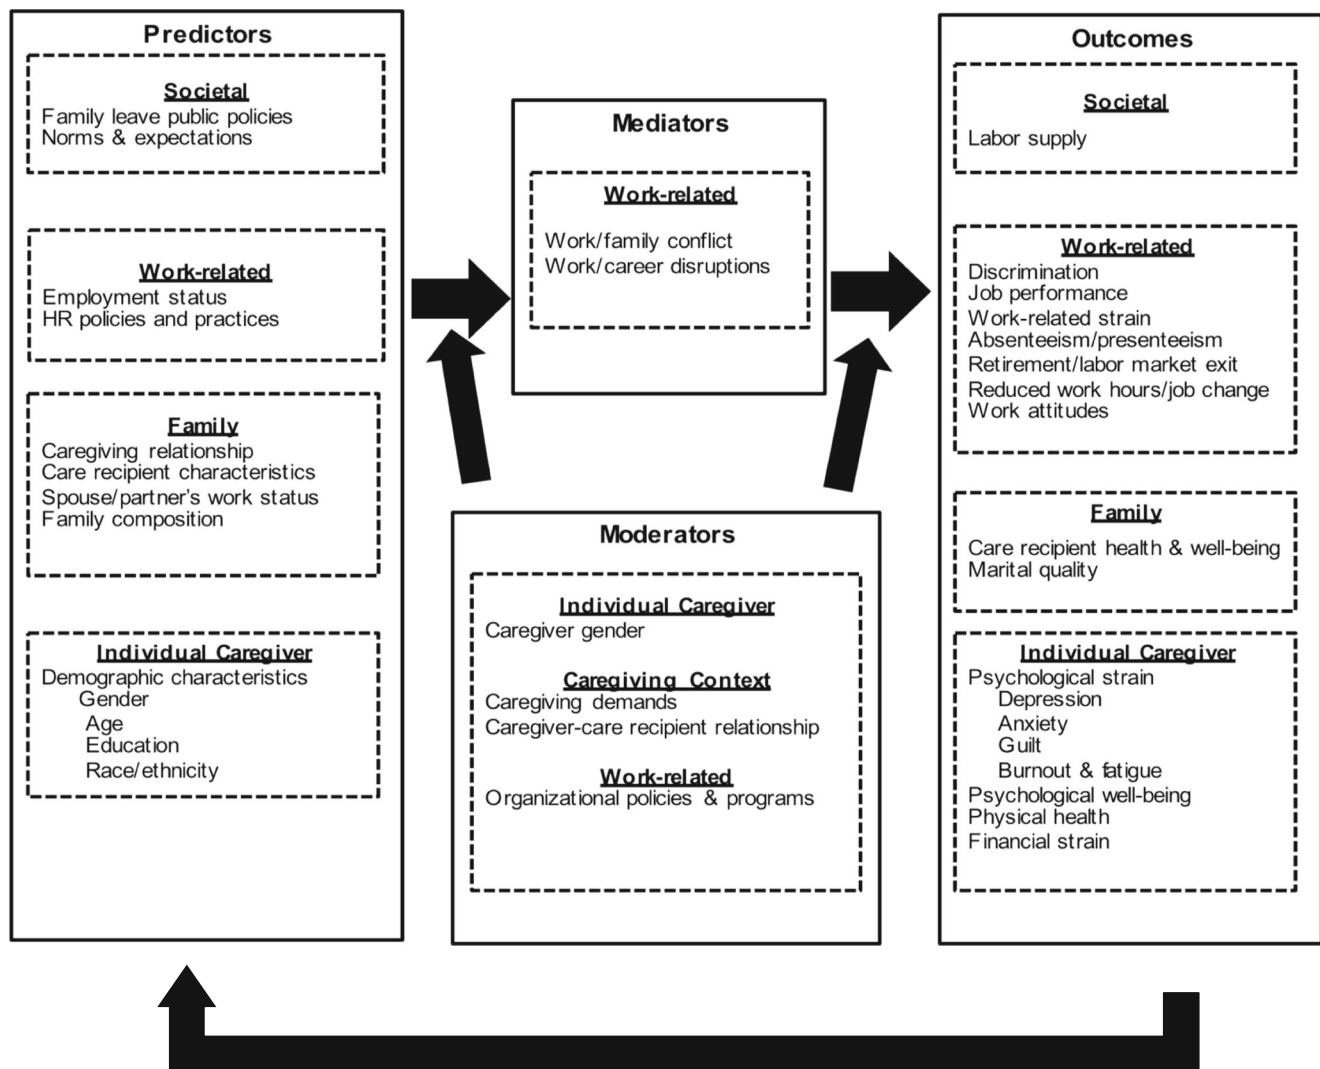 Predictors
Societal
Family leave public policies
Norms & expectations
Work-related
Employment status
HR policies and practices
Family
Caregiving relationship
Care recipient characteristics
Spouse/partner's work status
Family composition
Individual Caregiver
Demographic characteristics
Gender
Age
Education
Race/ethnicity
Mediators
Work-related
Work/family conflict
Work/career disruptions
Moderators
Individual Caregiver
Caregiver gender
Caregiving Context
Caregiving demands
Caregiver-care recipient relationship
Work-related
Organizational policies & programs
Outcomes
Societal
Labor supply
Work-related
Discrimination
Job performance
Work-related strain
Absenteeism/presenteeism
Retirement/labor market exit
Reduced work hours/job change
Work attitudes
Family
Care recipient health & well-being
Marital quality
Individual Caregiver
Psychological strain
Depression
Anxiety
Guilt
Burnout & fatigue
Psychological well-being
Physical health
Financial strain